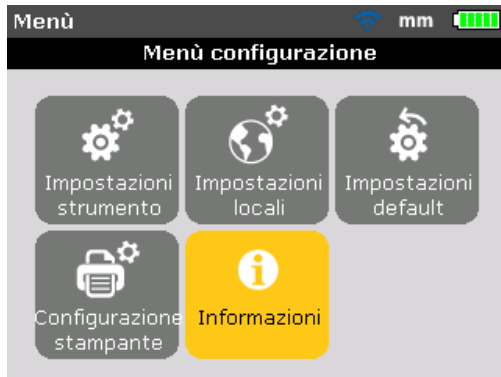 Menù mm
Menù configurazione
Impostazioni
strumento
Impostazioni
locali
Impostazioni
default
Configurazione
stampante
Informazioni